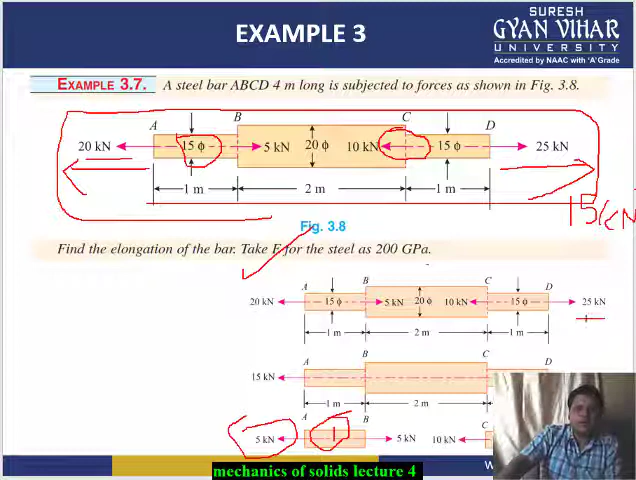 EXAMPLE 3
SURESH
GYAN VIHAR
UNIVERSITY
Accredited by NAAC with 'A' Grade
EXAMPLE 3.7. A steel bar ABCD 4 m long is subjected to forces as shown in Fig. 3.8.
A B C D
20 kN 15 ϕ 5 kN 20 ϕ 10 kN 15 ϕ 25 kN
1 m 2 m 1 m
15 kN
Fig. 3.8
Find the elongation of the bar. Take E for the steel as 200 GPa.
A B C D
20 kN 15 ϕ 5 kN 20 ϕ 10 kN 15 ϕ 25 kN
1 m 2 m 1 m
A B C D
15 kN
1 m 2 m
A B C
5 kN 1 5 kN 10 kN
W
mechanics of solids lecture 4